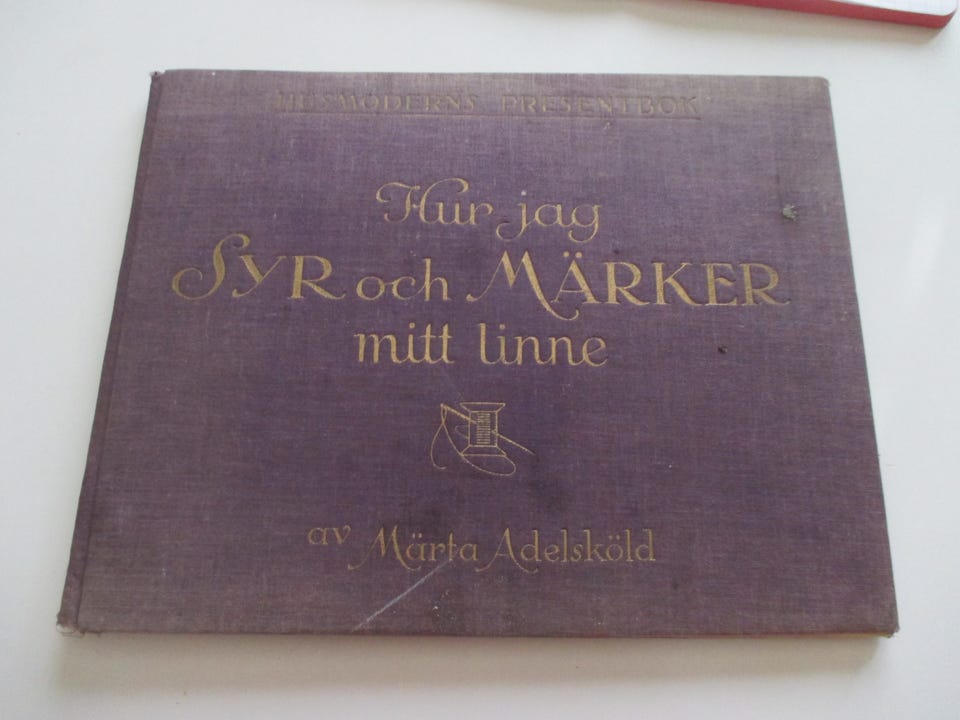 HUSMODERNS PRESENTBOK
Hur jag
SYR och MÄRKER
mitt linne
av Märta Adelsköld